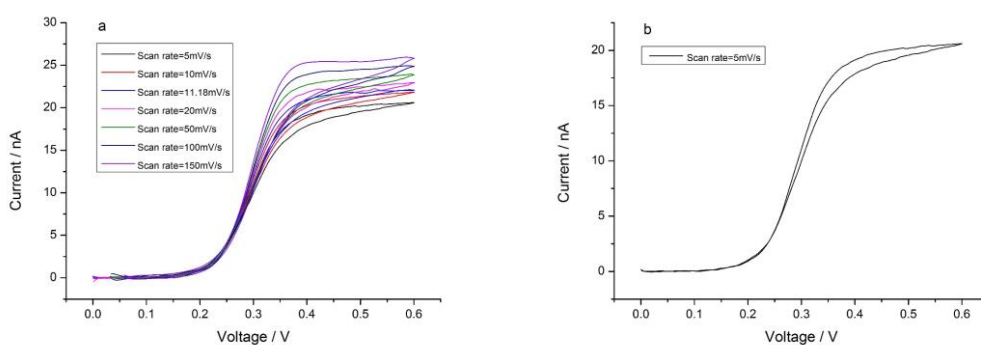 a
30
25
20
15
10
5
0
Current / nA
Scan rate=5mV/s
Scan rate=10mV/s
Scan rate=11.18mV/s
Scan rate=20mV/s
Scan rate=50mV/s
Scan rate=100mV/s
Scan rate=150mV/s
0.0 0.1 0.2 0.3 0.4 0.5 0.6
Voltage / V
b
20
15
10
5
0
Current / nA
Scan rate=5mV/s
0.0 0.1 0.2 0.3 0.4 0.5 0.6
Voltage / V